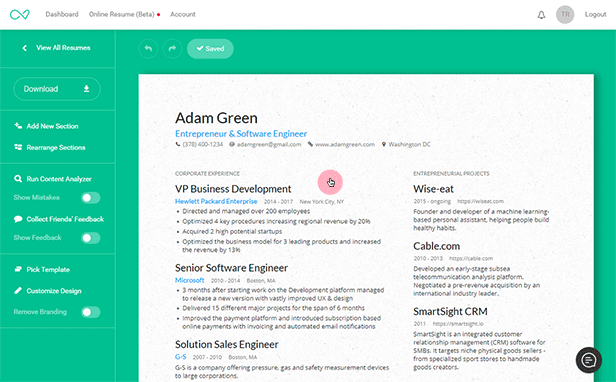 Dashboard
Online Resume (Beta)
Account
TR
Logout
View All Resumes
Saved
Download
Add New Section
Rearrange Sections
Run Content Analyzer
Show Mistakes
Collect Friends' Feedback
Show Feedback
Pick Template
Customize Design
Remove Branding
Adam Green
Entrepreneur & Software Engineer
(378) 400-1234
adamgreen@gmail.com
www.adamgreen.com
Washington DC
CORPORATE EXPERIENCE
VP Business Development
Hewlett Packard Enterprise 2014 - 2017 New York City, NY
• Directed and managed over 200 employees
• Optimized 4 key procedures increasing regional revenue by 20%
• Acquired 2 high potential startups
• Optimized the business model for 3 leading products and increased
the revenue by 13%
Senior Software Engineer
Microsoft 2010 - 2014 Boston, MA
• 3 months after starting work on the Development platform managed
to release a new version with vastly improved UX & design
• Delivered 15 different major projects for the span of 6 months
• Improved the payment platform and introduced subscription based
online payments with invoicing and automated email notifications
Solution Sales Engineer
G-S 2007 - 2010 Boston, MA
G-S is a company offering pressure, gas and safety measurement devices
to large corporations.
ENTREPRENEURIAL PROJECTS
Wise-eat
2015 - ongoing https://wiseat.com
Founder and developer of a machine learning-
based personal assistant, helping people build
healthy habits.
Cable.com
2010 - 2013 https://cable.com
Developed an early-stage subsea
telecommunication analysis platform.
Negotiated a pre-revenue acquisition by an
international industry leader.
SmartSight CRM
2011 https://smartsight.io
SmartSight is an integrated customer
relationship management (CRM) software for
SMBs. It targets niche physical goods sellers -
from specialized sport stores to handmade
goods creators.